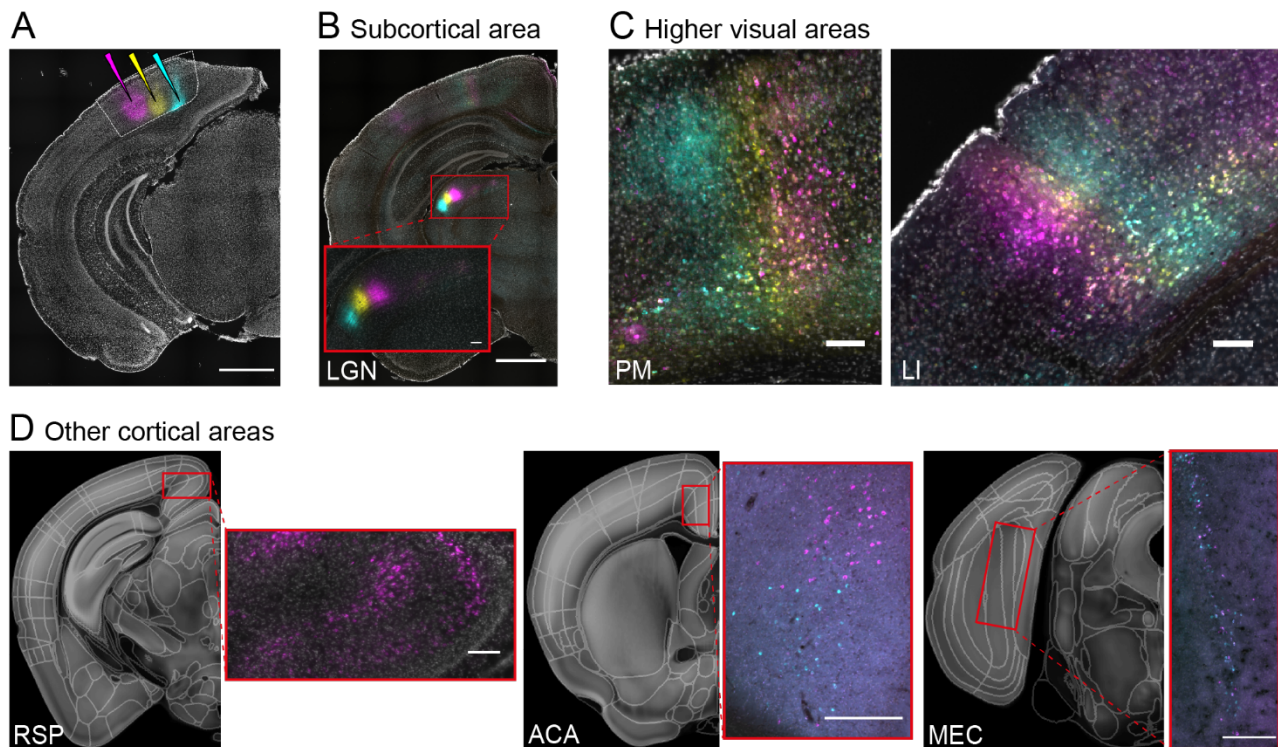 A
B Subcortical area
C Higher visual areas
LGN
PM
LI
D Other cortical areas
RSP
ACA
MEC